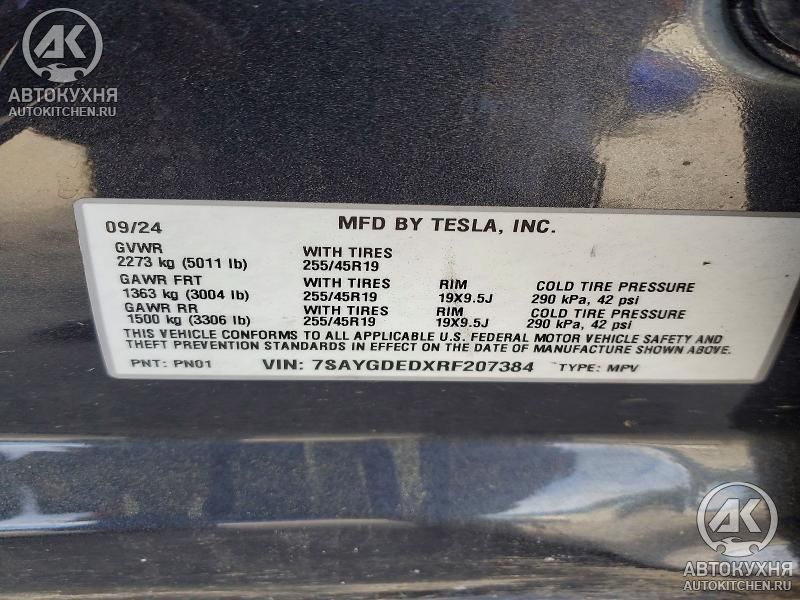 AK
АВТОКУХНЯ
AUTOKITCHEN.RU
09/24 MFD BY TESLA, INC.
GVWR WITH TIRES
2273 kg (5011 lb) 255/45R19
GAWR FRT WITH TIRES RIM COLD TIRE PRESSURE
1363 kg (3004 lb) 255/45R19 19X9.5J 290 kPa, 42 psi
GAWR RR WITH TIRES RIM COLD TIRE PRESSURE
1500 kg (3306 lb) 255/45R19 19X9.5J 290 kPa, 42 psi
THIS VEHICLE CONFORMS TO ALL APPLICABLE U.S. FEDERAL MOTOR VEHICLE SAFETY AND
THEFT PREVENTION STANDARDS IN EFFECT ON THE DATE OF MANUFACTURE SHOWN ABOVE.
PNT: PN01 VIN: 7SAYGDEDXRF207384 TYPE: MPV
AK
АВТОКУХНЯ
AUTOKITCHEN.RU